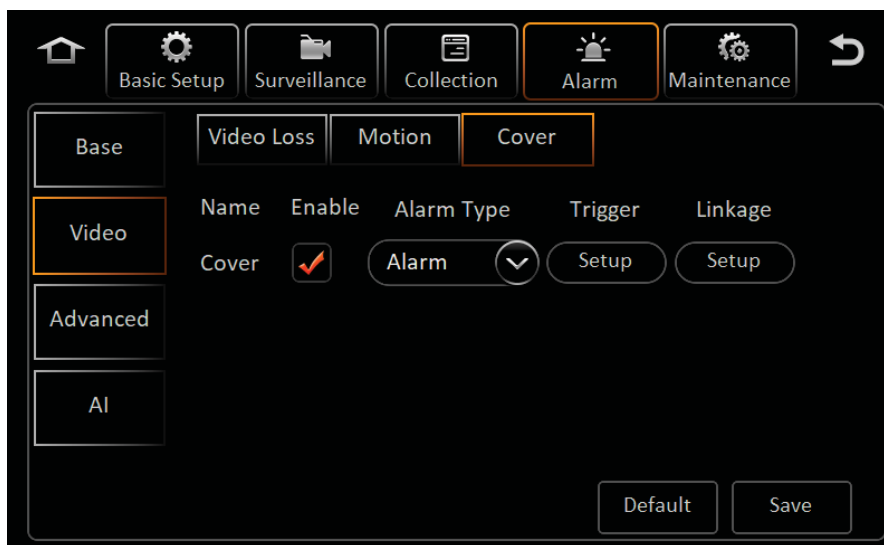 Basic Setup Surveillance Collection Alarm Maintenance
Base
Video
Advanced
AI
Video Loss Motion Cover
Name Enable Alarm Type Trigger Linkage
Cover Alarm Setup Setup
Default Save